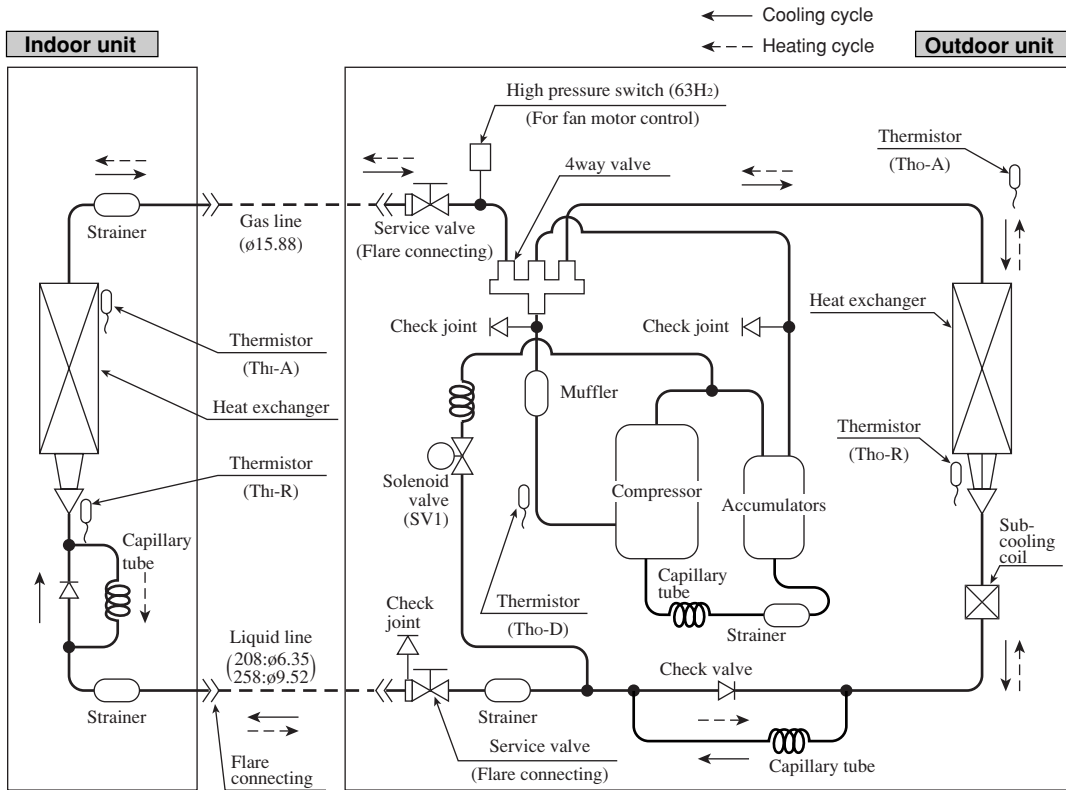 Cooling cycle
Heating cycle
Indoor unit
Outdoor unit
High pressure switch (63H2)
(For fan motor control)
4way valve
Thermistor
(ThO-A)
Strainer
Gas line
(ø15.88)
Service valve
(Flare connecting)
Heat exchanger
Check joint
Check joint
Thermistor
(ThI-A)
Muffler
Heat exchanger
Thermistor
(ThO-R)
Thermistor
(ThI-R)
Solenoid
valve
(SV1)
Compressor
Accumulators
Sub-
cooling
coil
Capillary
tube
Capillary
tube
Check
joint
Thermistor
(ThO-D)
Strainer
Liquid line
(208:ø6.35
258:ø9.52)
Check valve
Strainer
Strainer
Service valve
(Flare connecting)
Flare
connecting
Capillary tube